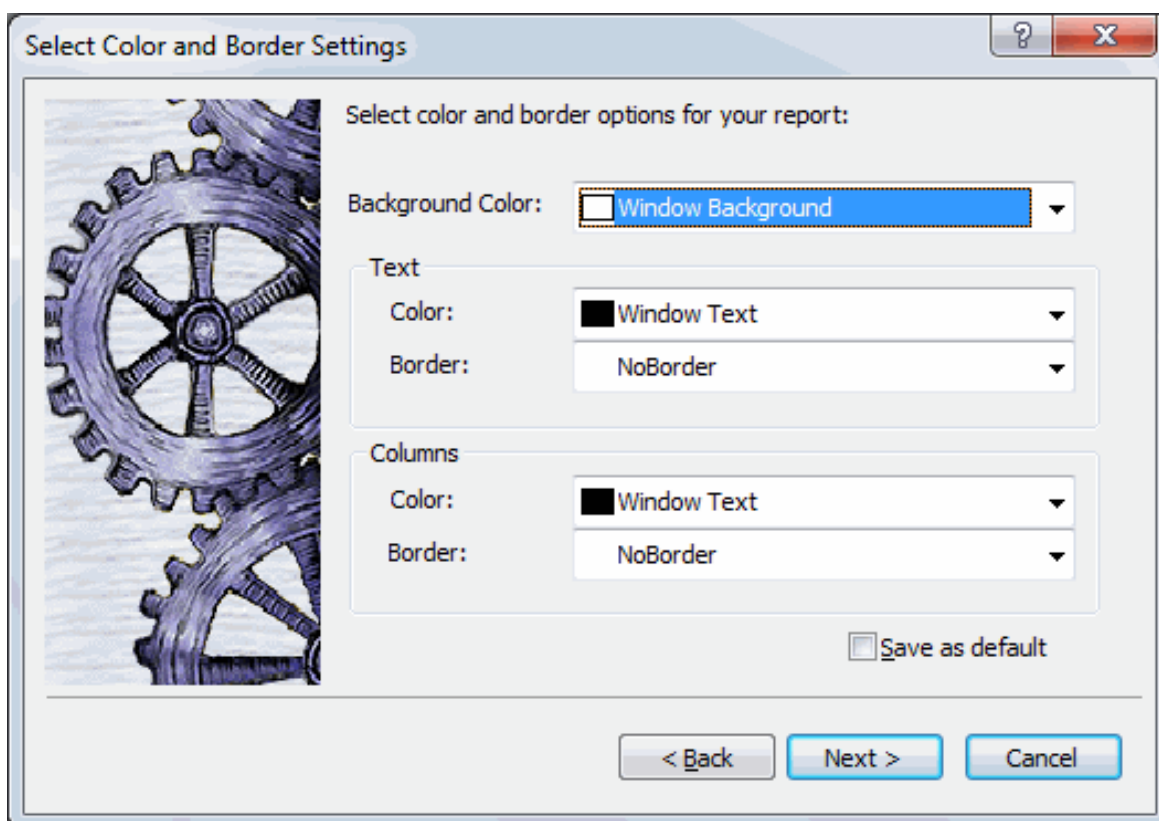 Select Color and Border Settings
?
X
Select color and border options for your report:
Background Color: Window Background
Text
Color: Window Text
Border: NoBorder
Columns
Color: Window Text
Border: NoBorder
Save as default
< Back Next > Cancel